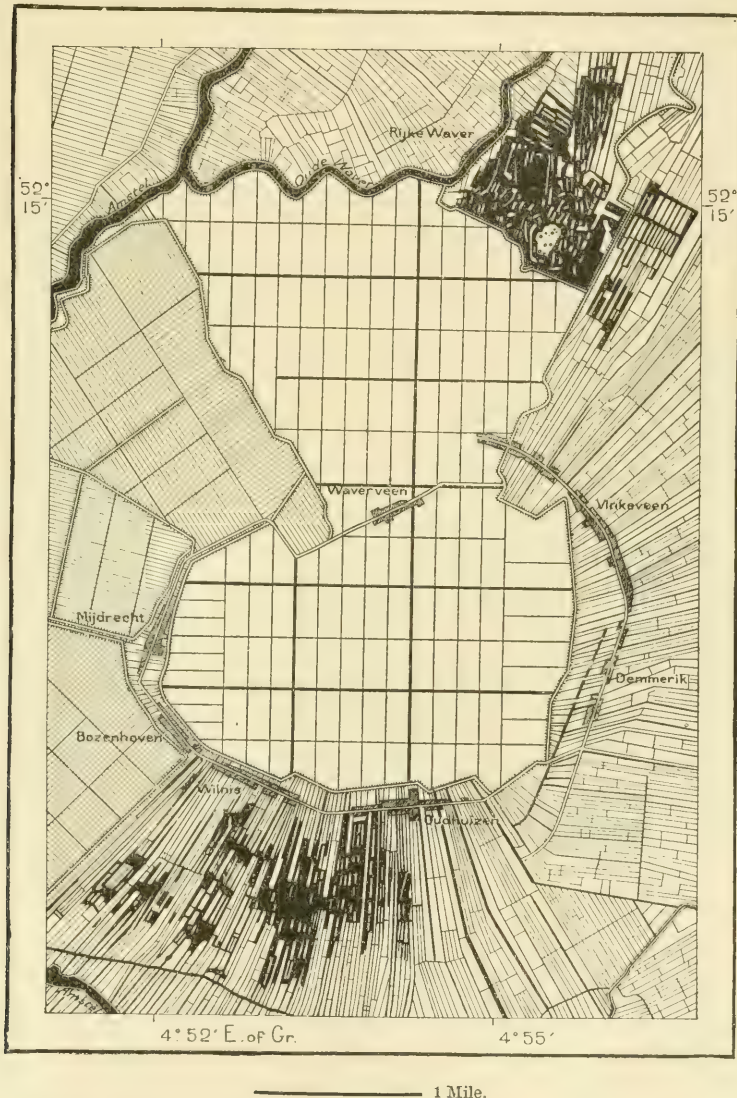 Rijke Waver
Oude Waver
52°
15'
Amstel
52°
15'
Waverveen
Vinkeveen
Mijdrecht
Demmerik
Bozenhoven
Wilnis
Oudhuizen
4° 52' E. of Gr.
4° 55'
1 Mile.